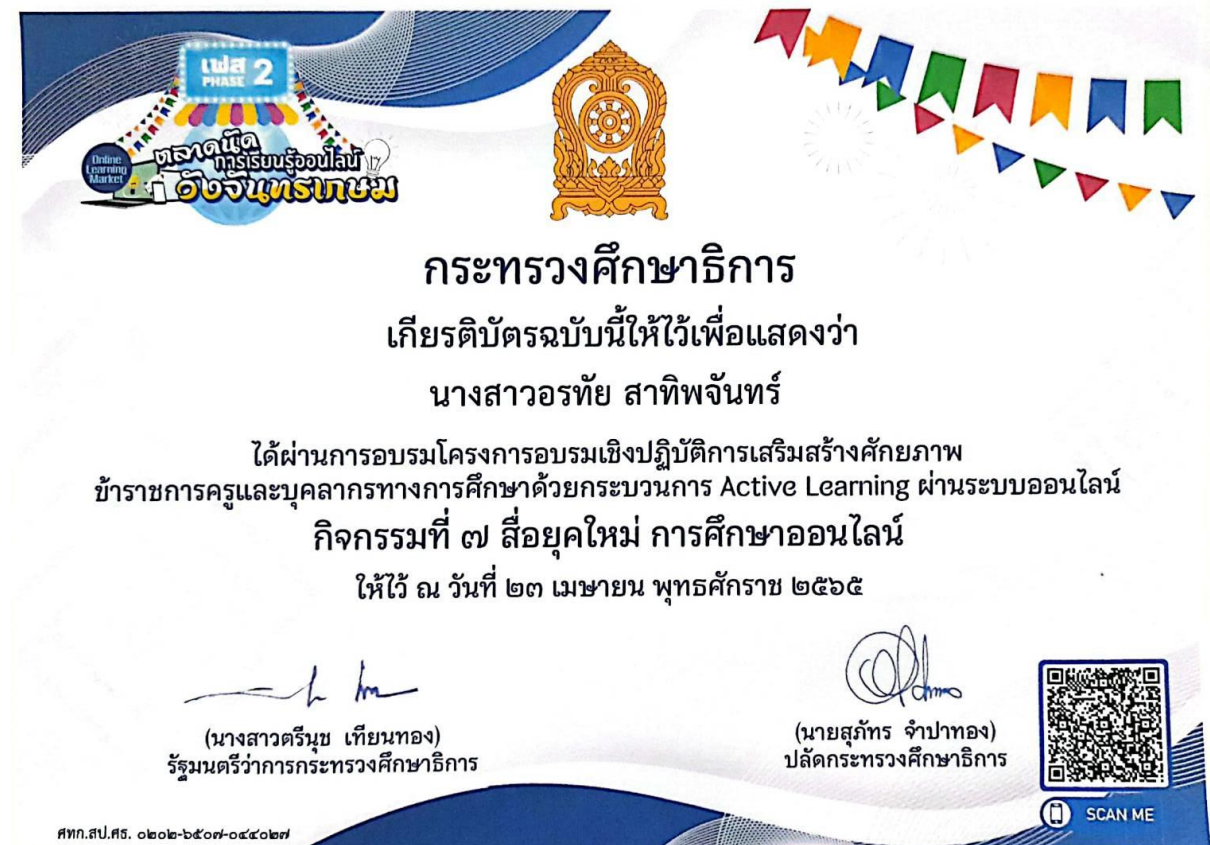 เฟส 2
PHASE
Online
Learning
Market
ตลาดนัด
การเรียนรู้ออนไลน์
วังจันทรเกษม
กระทรวงศึกษาธิการ
เกียรติบัตรฉบับนี้ให้ไว้เพื่อแสดงว่า
นางสาวอรทัย สาทิพจันทร์
ได้ผ่านการอบรมโครงการอบรมเชิงปฏิบัติการเสริมสร้างศักยภาพ
ข้าราชการครูและบุคลากรทางการศึกษาด้วยกระบวนการ Active Learning ผ่านระบบออนไลน์
กิจกรรมที่ ๗ สื่อยุคใหม่ การศึกษาออนไลน์
ให้ไว้ ณ วันที่ ๒๓ เมษายน พุทธศักราช ๒๕๖๕
(นางสาวตรีนุช เทียนทอง)
รัฐมนตรีว่าการกระทรวงศึกษาธิการ
(นายสุภัทร จำปาทอง)
ปลัดกระทรวงศึกษาธิการ
SCAN ME
ศทก.สป.ศธ. ๐๒๐๒-๖๕๐๗-๐๔๔๐๒๗